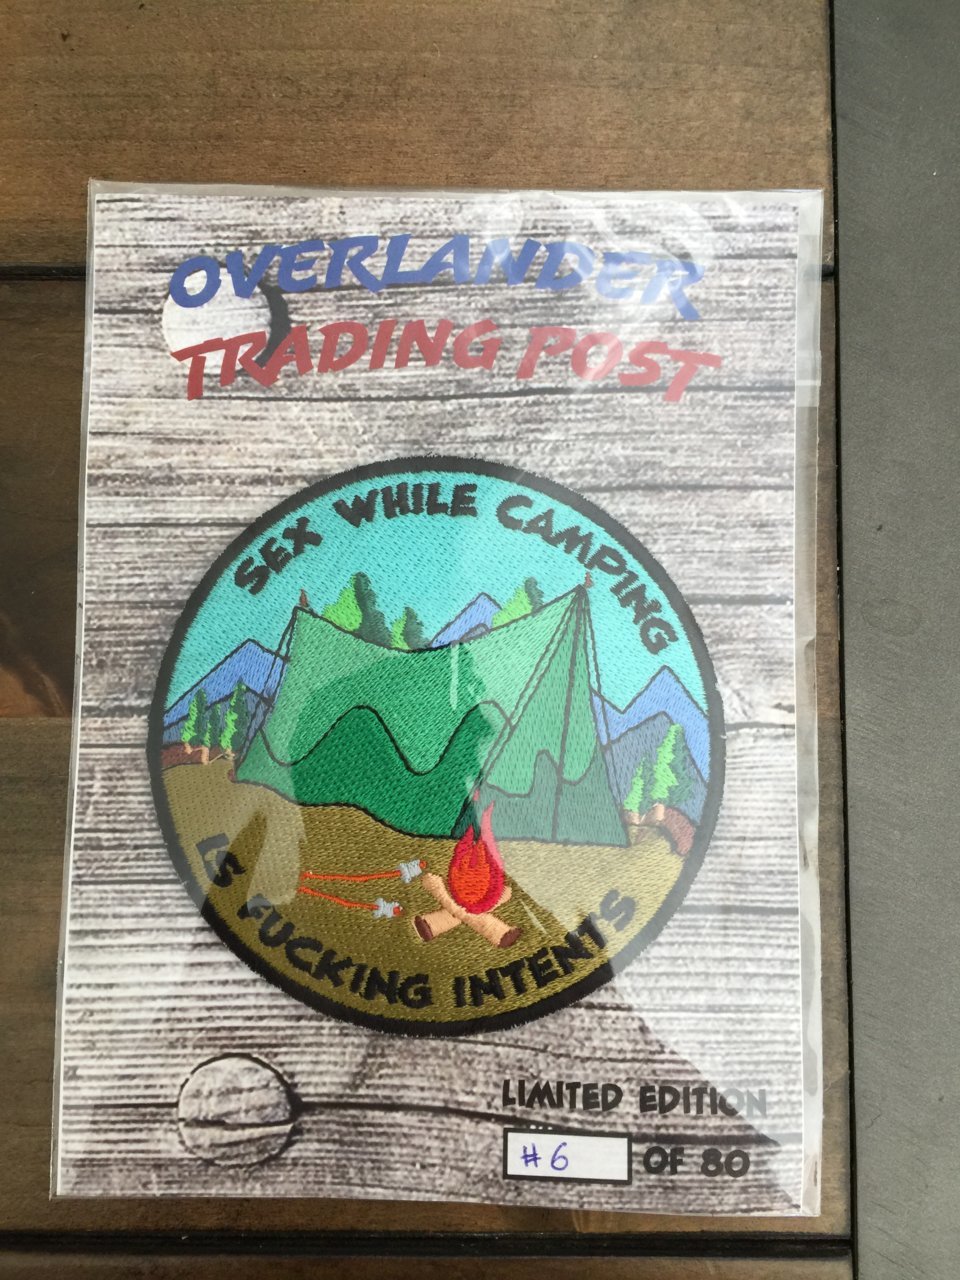 OVERLANDER
TRADING POST
SEX WHILE CAMPING
IS FUCKING INTENTS
LIMITED EDITION
#6 OF 80